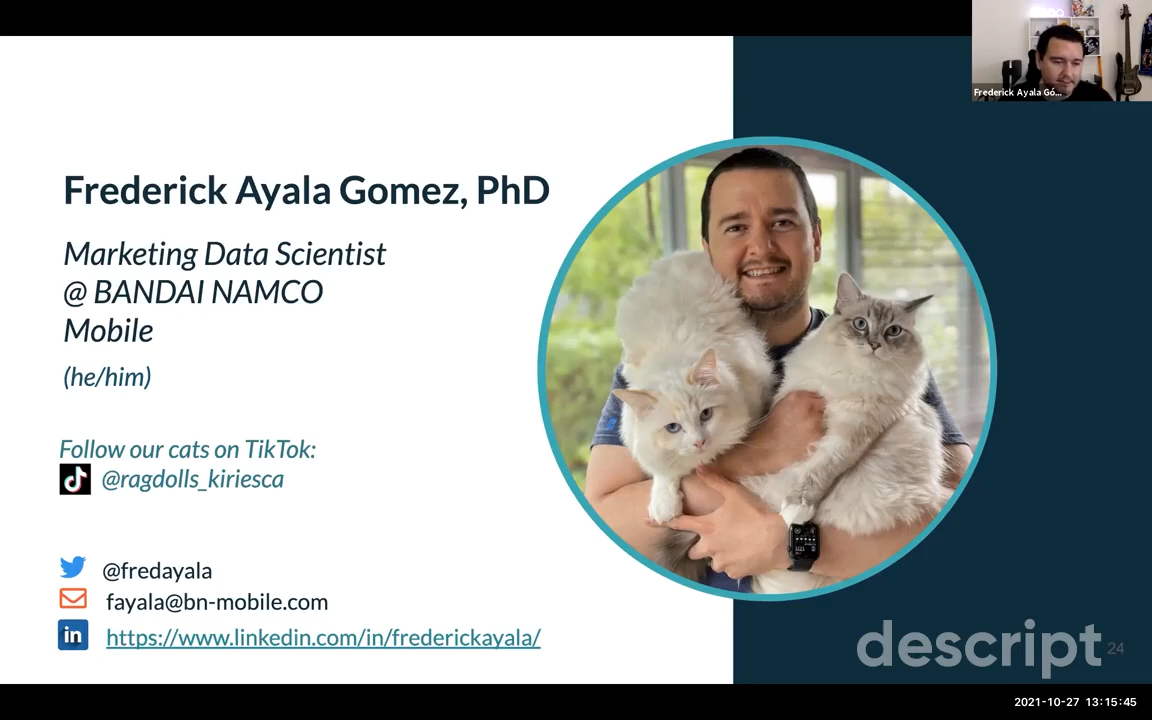 Frederick Ayala Gó...
Frederick Ayala Gomez, PhD
Marketing Data Scientist
@ BANDAI NAMCO
Mobile
(he/him)
Follow our cats on TikTok:
@ragdolls_kiriesca
@fredayala
fayala@bn-mobile.com
in
https://www.linkedin.com/in/frederickayala/
descript
24
2021-10-27 13:15:45